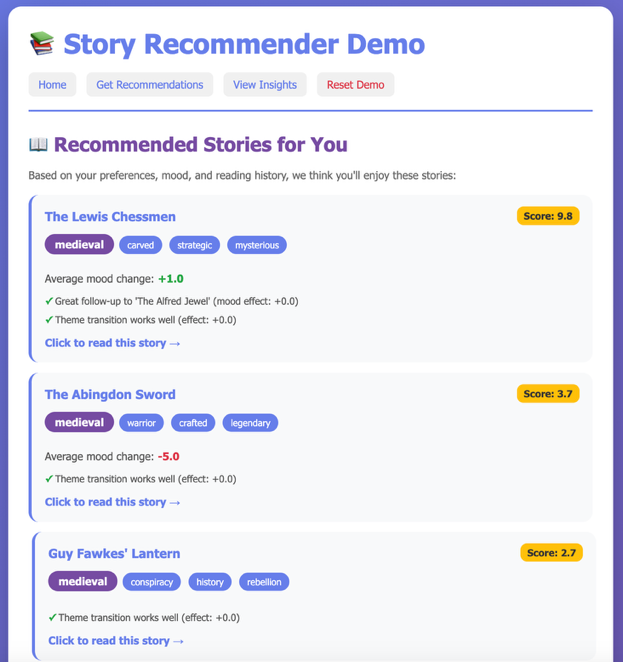 Story Recommender Demo
Home Get Recommendations View Insights Reset Demo
Recommended Stories for You
Based on your preferences, mood, and reading history, we think you'll enjoy these stories:
The Lewis Chessmen Score: 9.8
medieval carved strategic mysterious
Average mood change: +1.0
✔ Great follow-up to 'The Alfred Jewel' (mood effect: +0.0)
✔ Theme transition works well (effect: +0.0)
Click to read this story →
The Abingdon Sword Score: 3.7
medieval warrior crafted legendary
Average mood change: -5.0
✔ Theme transition works well (effect: +0.0)
Click to read this story →
Guy Fawkes' Lantern Score: 2.7
medieval conspiracy history rebellion
✔ Theme transition works well (effect: +0.0)
Click to read this story →